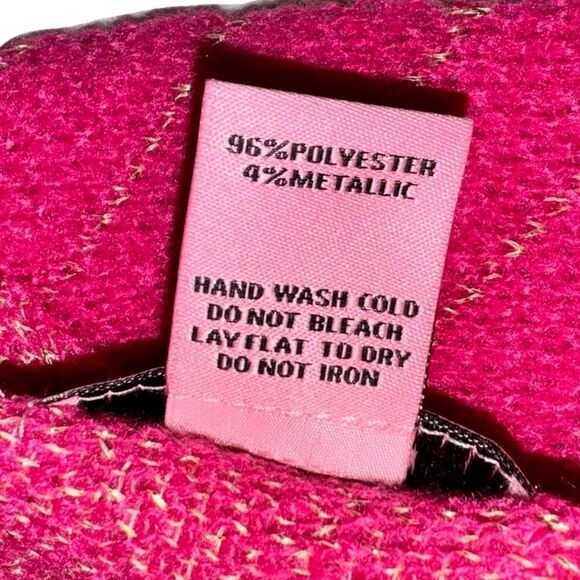 96%POLYESTER
4%METALLIC
HAND WASH COLD
DO NOT BLEACH
LAY FLAT TO DRY
DO NOT IRON